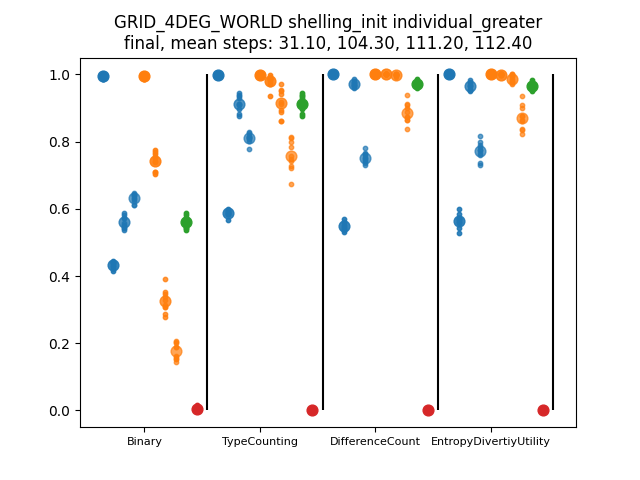 GRID_4DEG_WORLD shelling_init individual_greater
final, mean steps: 31.10, 104.30, 111.20, 112.40
1.0
0.8
0.6
0.4
0.2
0.0
Binary TypeCounting DifferenceCount EntropyDivertiyUtility